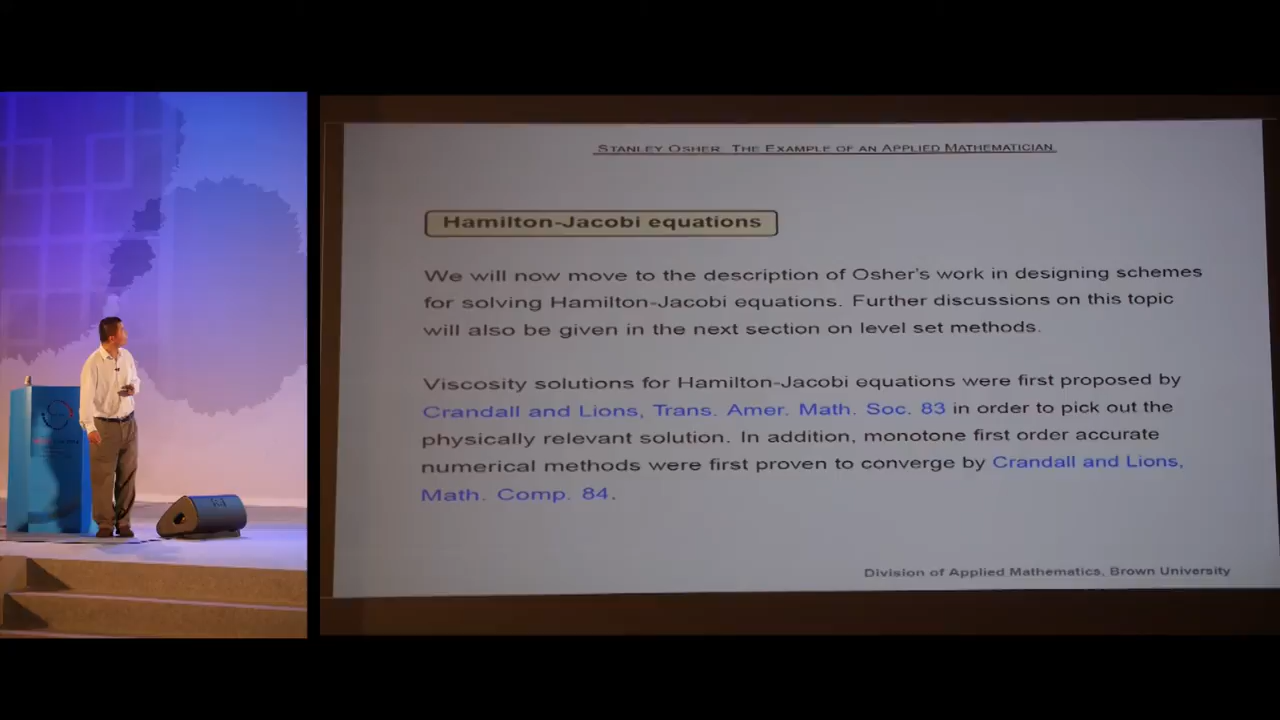 STANLEY OSHER: THE EXAMPLE OF AN APPLIED MATHEMATICIAN
Hamilton-Jacobi equations
We will now move to the description of Osher's work in designing schemes
for solving Hamilton-Jacobi equations. Further discussions on this topic
will also be given in the next section on level set methods.
Viscosity solutions for Hamilton-Jacobi equations were first proposed by
Crandall and Lions, Trans. Amer. Math. Soc. 83 in order to pick out the
physically relevant solution. In addition, monotone first order accurate
numerical methods were first proven to converge by Crandall and Lions,
Math. Comp. 84.
Division of Applied Mathematics, Brown University